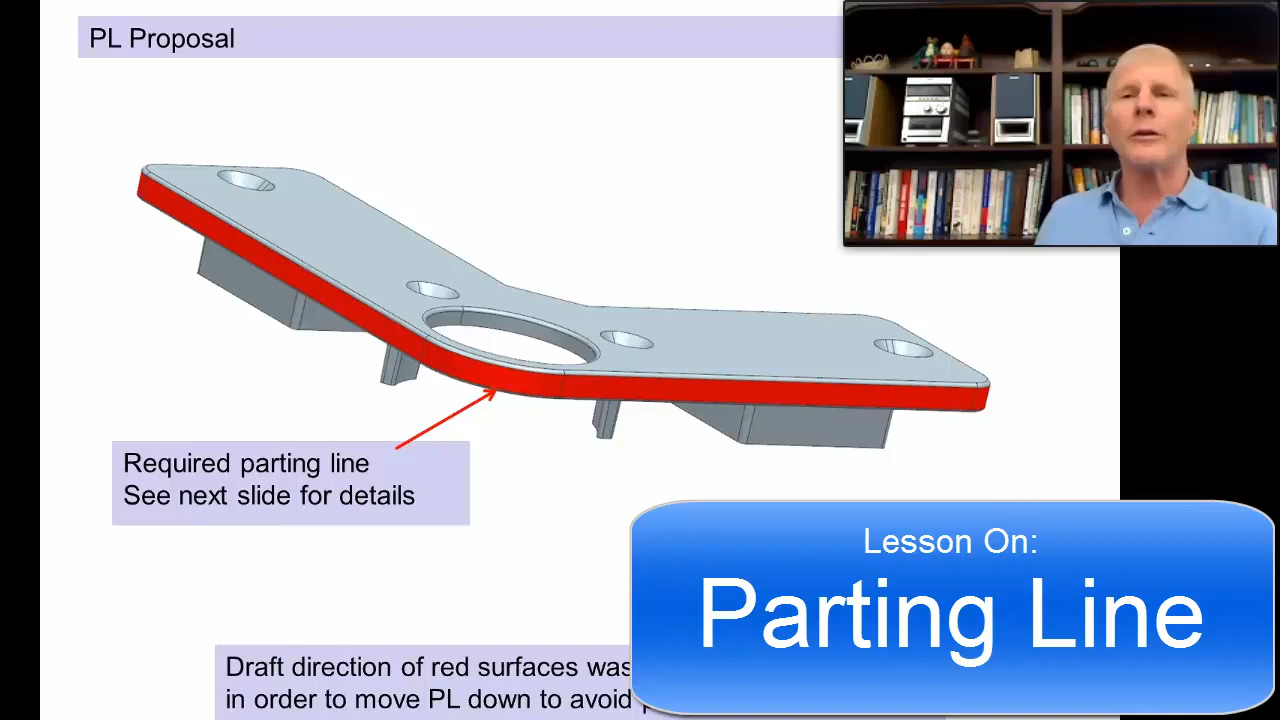 PL Proposal
Required parting line
See next slide for details
Lesson On:
Parting Line
Draft direction of red surfaces was
in order to move PL down to avoid